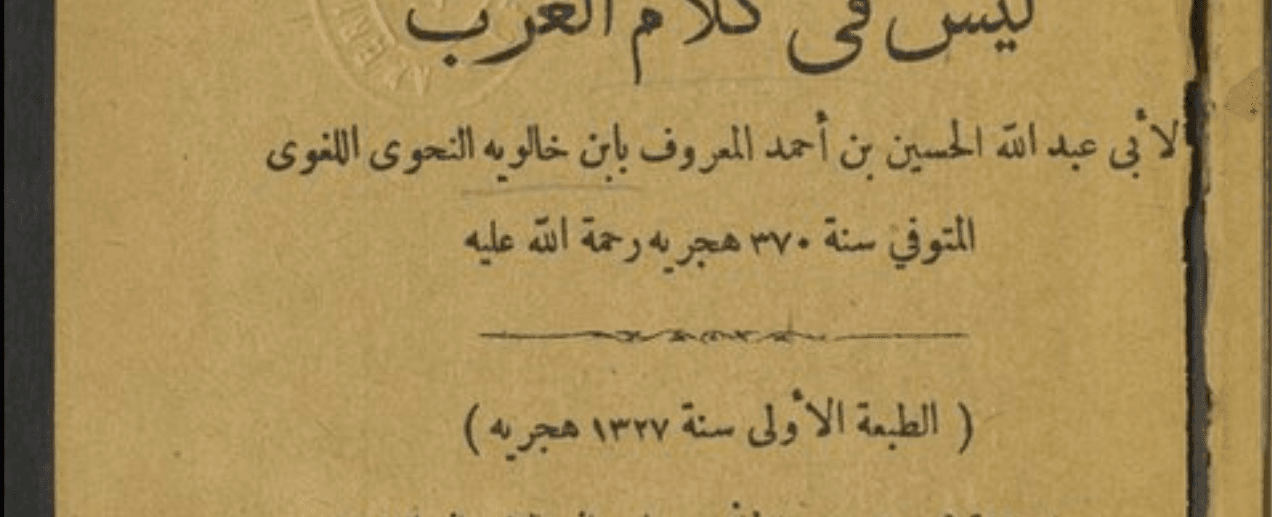 ليس فى كلام العرب
لأبى عبد الله الحسين بن أحمد المعروف بابن خالويه النحوى اللغوى
المتوفي سنة ٣٧٠ هجريه رحمة الله عليه
( الطبعة الأولى سنة ١٣٢٧ هجريه )